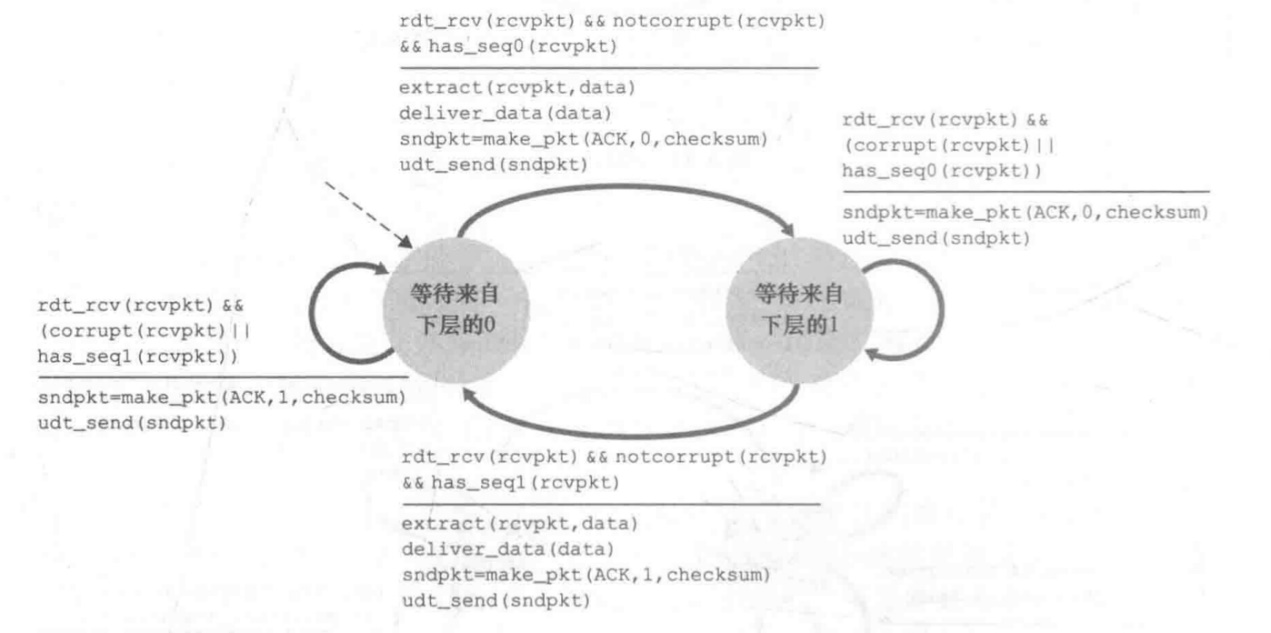 rdt_rcv(rcvpkt) && notcorrupt(rcvpkt)
&& has_seq0(rcvpkt)
extract(rcvpkt,data)
deliver_data(data)
sndpkt=make_pkt(ACK,0,checksum)
udt_send(sndpkt)
rdt_rcv(rcvpkt) &&
(corrupt(rcvpkt)||
has_seq0(rcvpkt))
sndpkt=make_pkt(ACK,0,checksum)
udt_send(sndpkt)
等待来自
下层的0
等待来自
下层的1
rdt_rcv(rcvpkt) &&
(corrupt(rcvpkt)||
has_seq1(rcvpkt))
sndpkt=make_pkt(ACK,1,checksum)
udt_send(sndpkt)
rdt_rcv(rcvpkt) && notcorrupt(rcvpkt)
&& has_seq1(rcvpkt)
extract(rcvpkt,data)
deliver_data(data)
sndpkt=make_pkt(ACK,1,checksum)
udt_send(sndpkt)